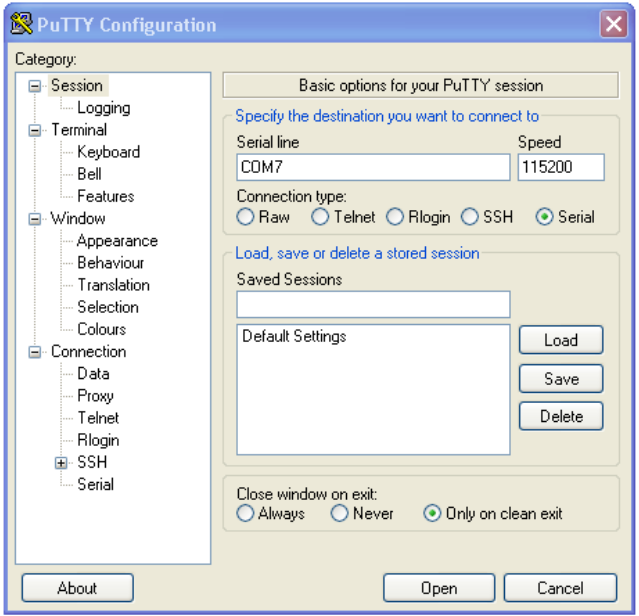 PuTTY Configuration
Category:
Session
Logging
Terminal
Keyboard
Bell
Features
Window
Appearance
Behaviour
Translation
Selection
Colours
Connection
Data
Proxy
Telnet
Rlogin
SSH
Serial
Basic options for your PuTTY session
Specify the destination you want to connect to
Serial line Speed
COM7 115200
Connection type:
Raw Telnet Rlogin SSH Serial
Load, save or delete a stored session
Saved Sessions
Default Settings
Load
Save
Delete
Close window on exit:
Always Never Only on clean exit
About Open Cancel